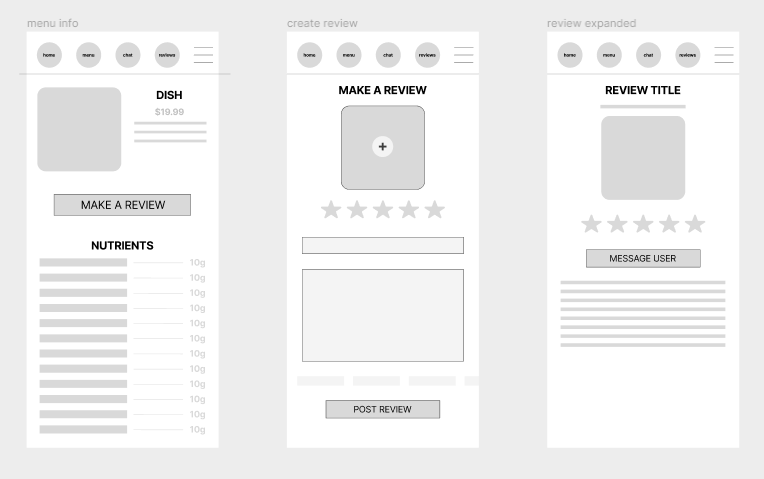 menu info
home menu chat reviews
DISH
$19.99
MAKE A REVIEW
NUTRIENTS
10g
10g
10g
10g
10g
10g
10g
10g
10g
10g
10g
10g
create review
home menu chat reviews
MAKE A REVIEW
+
POST REVIEW
review expanded
home menu chat reviews
REVIEW TITLE
MESSAGE USER